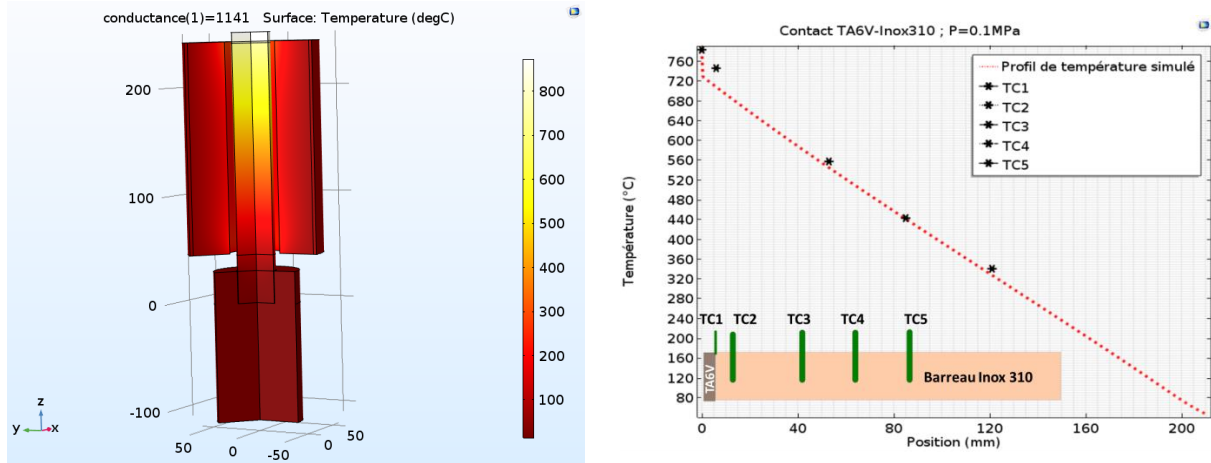 conductance(1)=1141 Surface: Temperature (degC)
200
100
0
-100
z
y
x
50
0
-50
50
0
800
700
600
500
400
300
200
100
Contact TA6V-Inox310 ; P=0.1MPa
Profil de température simulé
TC1
TC2
TC3
TC4
TC5
Température (°C)
760
720
680
640
600
560
520
480
440
400
360
320
280
240
200
160
120
80
TC1 TC2 TC3 TC4 TC5
TA6V
Barreau Inox 310
0 40 80 120 160 200
Position (mm)